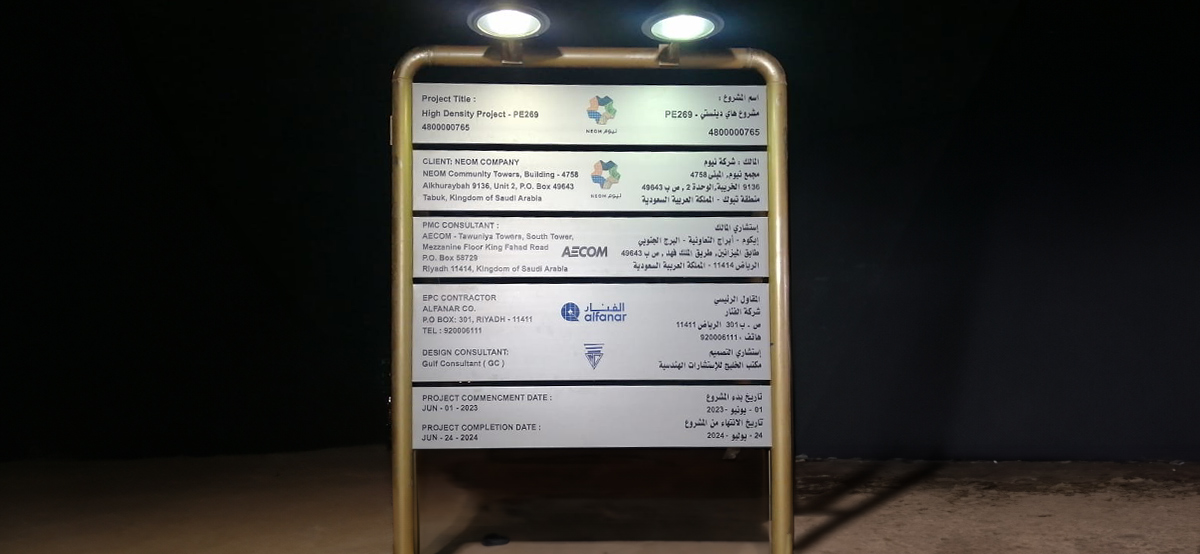 Project Title :
High Density Project - PE269
4800000765
NEOM نيوم
اسم المشروع :
مشروع هاي دينستي - PE269
4800000765
CLIENT: NEOM COMPANY
NEOM Community Towers, Building - 4758
Alkhuraybah 9136, Unit 2, P.O. Box 49643
Tabuk, Kingdom of Saudi Arabia
NEOM نيوم
المالك : شركة نيوم
مجمع نيوم, المبنى 4758
9136 الخريبة,الوحدة 2 , ص ب 49643
منطقة تبوك - المملكة العربية السعودية
PMC CONSULTANT :
AECOM - Tawuniya Towers, South Tower,
Mezzanine Floor King Fahad Road
P.O. Box 58729
Riyadh 11414, Kingdom of Saudi Arabia
AECOM
إستشاري المالك
إيكوم - أبراج التعاونية - البرج الجنوبي
طابق الميزانين, طريق الملك فهد , ص ب 49643
الرياض 11414 - المملكة العربية السعودية
EPC CONTRACTOR
ALFANAR CO.
P.O BOX: 301, RIYADH - 11411
TEL : 920006111
الفنار
alfanar
المقاول الرئيسي
شركة الفنار
ص - ب 301 الرياض 11411
هاتف - 920006111
DESIGN CONSULTANT:
Gulf Consultant ( GC )
إستشاري التصميم
مكتب الخليج للإستشارات الهندسية
PROJECT COMMENCMENT DATE :
JUN - 01 - 2023
PROJECT COMPLETION DATE :
JUN - 24 - 2024
تاريخ بدء المشروع
01 - يونيو - 2023
تاريخ الانتهاء من المشروع
24 - يوليو - 2024